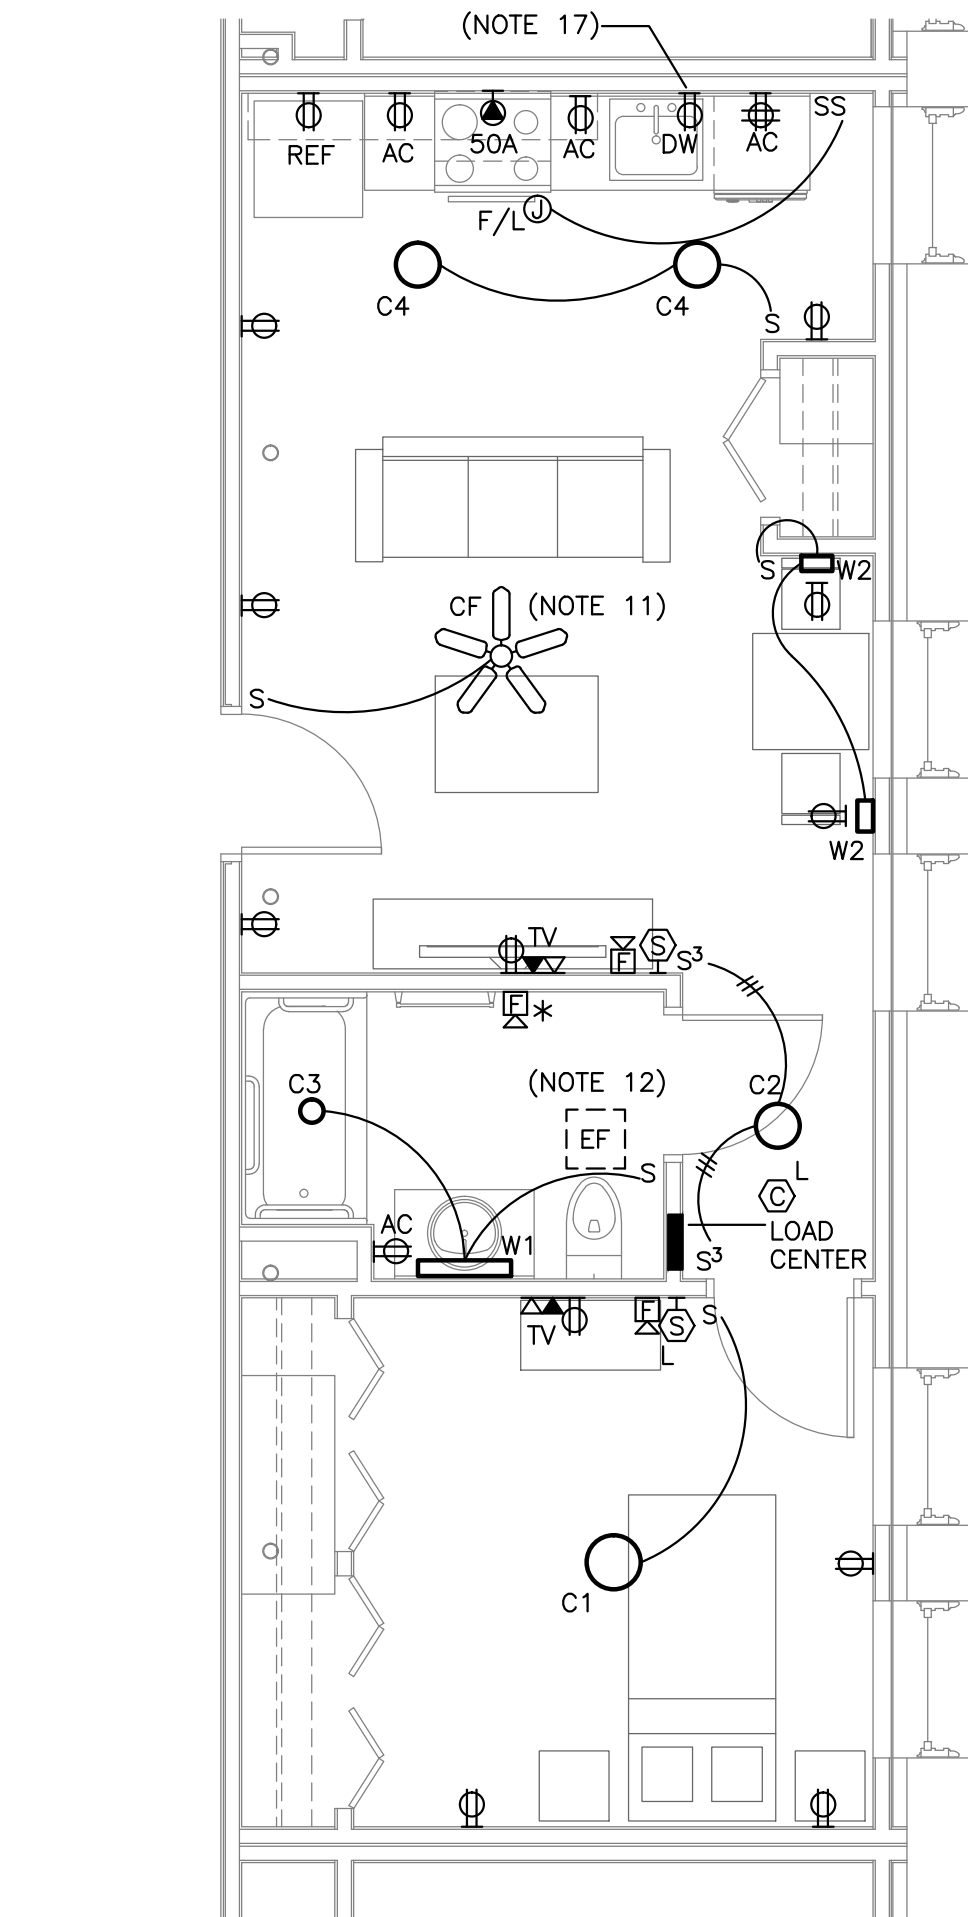 (NOTE 17)
SS
REF
AC
50A
AC
DW
AC
F/L
J
C4
C4
S
S
W2
CF
(NOTE 11)
S
W2
TV
F
S
S3
F
*
(NOTE 12)
C3
C2
EF
L
C
S
AC
W1
LOAD
CENTER
S3
TV
F
S
S
L
C1